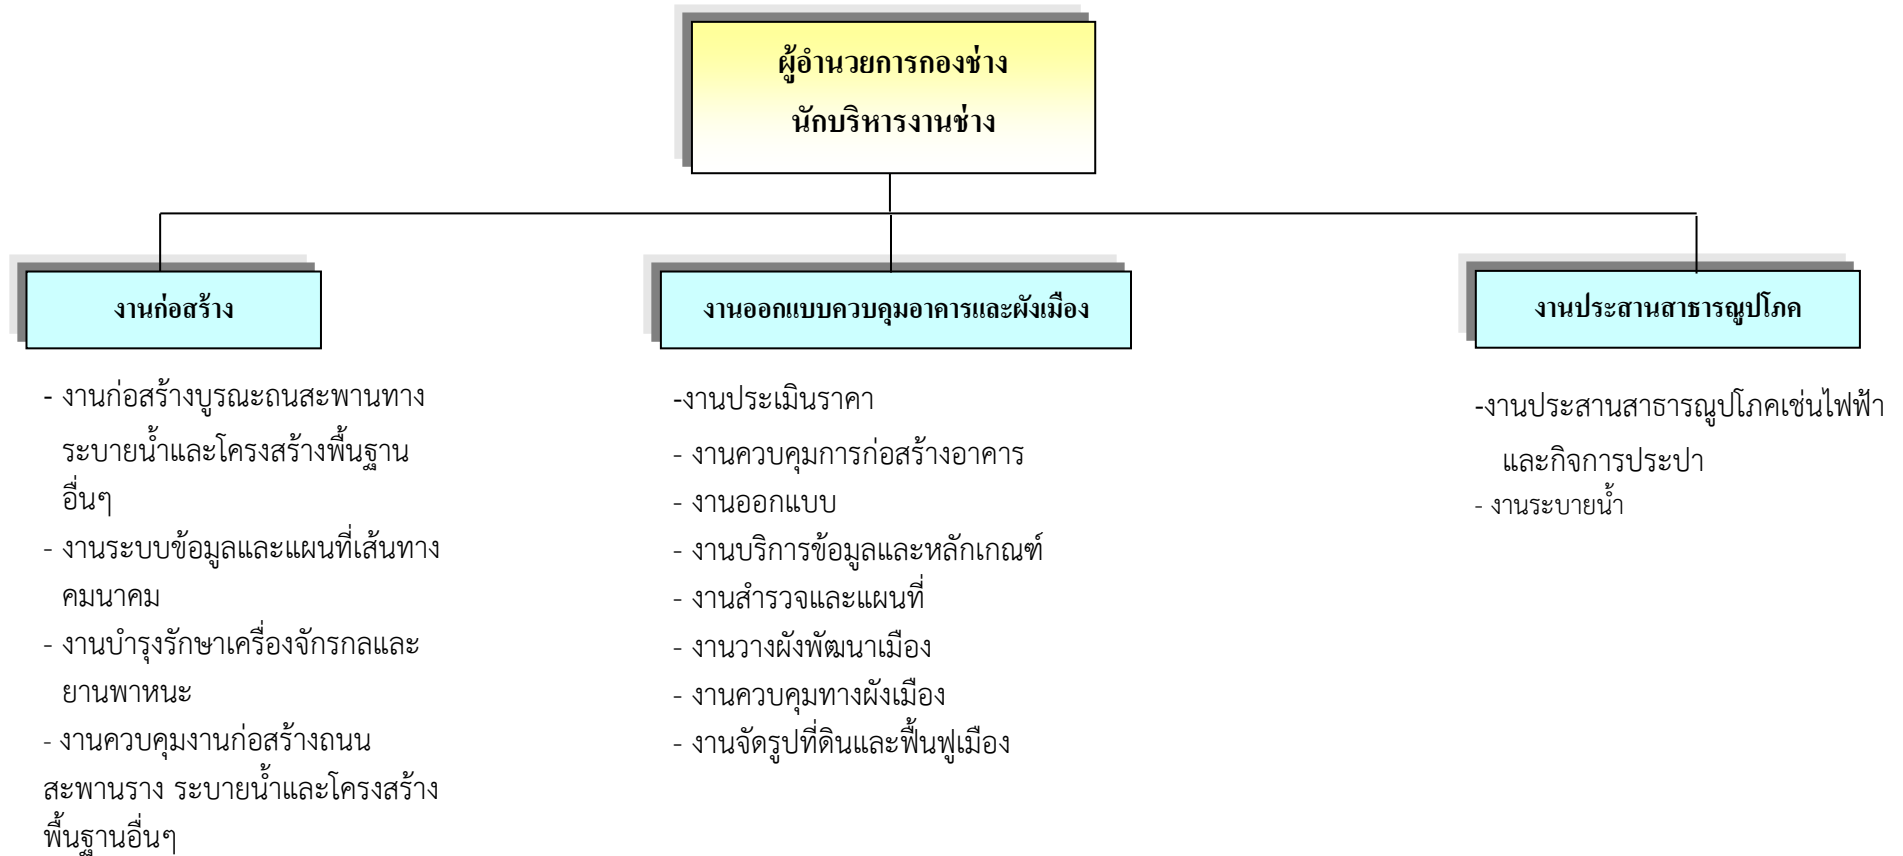 ผู้อำนวยการกองช่าง
นักบริหารงานช่าง
งานก่อสร้าง
- งานก่อสร้างบูรณะถนสะพานทาง
ระบายน้ำและโครงสร้างพื้นฐาน
อื่นๆ
- งานระบบข้อมูลและแผนที่เส้นทาง
คมนาคม
- งานบำรุงรักษาเครื่องจักรกลและ
ยานพาหนะ
- งานควบคุมงานก่อสร้างถนน
สะพานราง ระบายน้ำและโครงสร้าง
พื้นฐานอื่นๆ
งานออกแบบควบคุมอาคารและผังเมือง
-งานประเมินราคา
- งานควบคุมการก่อสร้างอาคาร
- งานออกแบบ
- งานบริการข้อมูลและหลักเกณฑ์
- งานสำรวจและแผนที่
- งานวางผังพัฒนาเมือง
- งานควบคุมทางผังเมือง
- งานจัดรูปที่ดินและฟื้นฟูเมือง
งานประสานสาธารณูปโภค
-งานประสานสาธารณูปโภคเช่นไฟฟ้า
และกิจการประปา
- งานระบายน้ำ